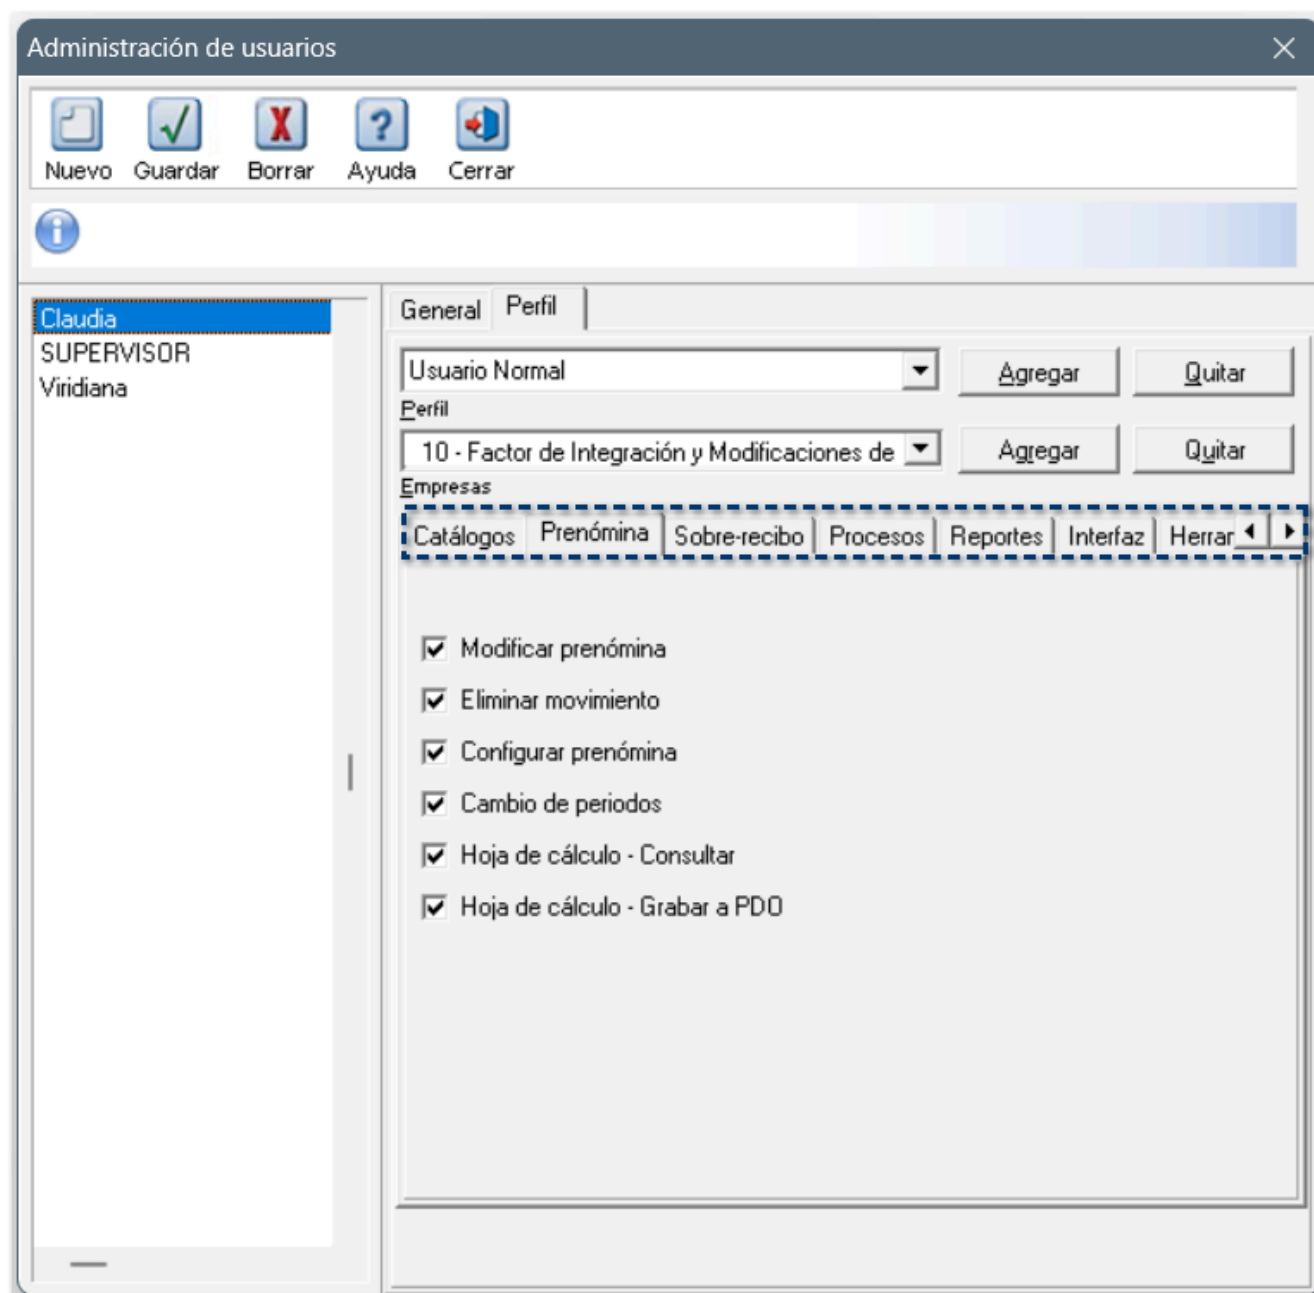 Administración de usuarios
Nuevo Guardar Borrar Ayuda Cerrar
Claudia
SUPERVISOR
Viridiana
General Perfil
Usuario Normal Agregar Quitar
Perfil
10 - Factor de Integración y Modificaciones de Agregar Quitar
Empresas
Catálogos Prenómina Sobre-recibo Procesos Reportes Interfaz Herrar
Modificar prenómina
Eliminar movimiento
Configurar prenómina
Cambio de periodos
Hoja de cálculo - Consultar
Hoja de cálculo - Grabar a PDO